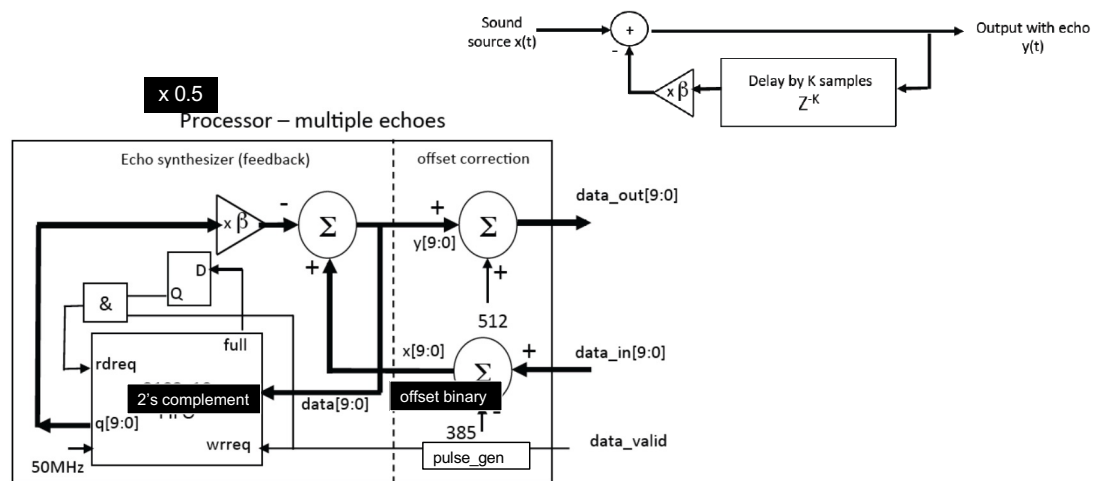 Sound
source x(t)
+
-
Output with echo
y(t)
x β
Delay by K samples
Z-K
x 0.5
Processor – multiple echoes
Echo synthesizer (feedback)
offset correction
x β
-
Σ
+
+
y[9:0]
Σ
+
512
data_out[9:0]
D
Q
&
full
rdreq
x[9:0]
Σ
+
data_in[9:0]
2's complement
data[9:0]
offset binary
-
385
q[9:0]
wrreq
pulse_gen
data_valid
50MHz